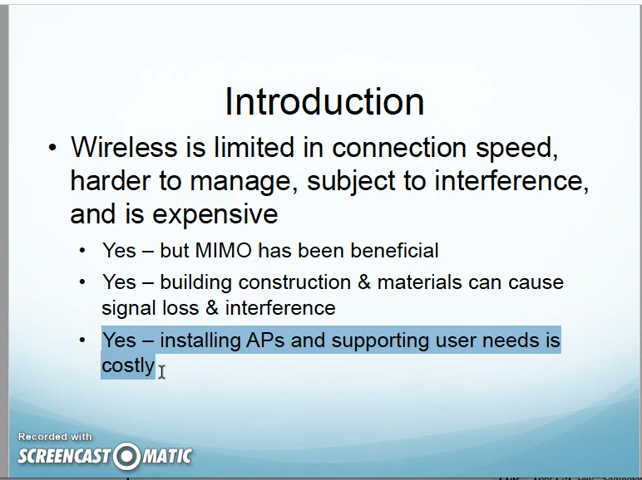 Introduction
• Wireless is limited in connection speed,
harder to manage, subject to interference,
and is expensive
• Yes – but MIMO has been beneficial
• Yes – building construction & materials can cause
signal loss & interference
• Yes – installing APs and supporting user needs is
costly
Recorded with
SCREENCAST MATIC